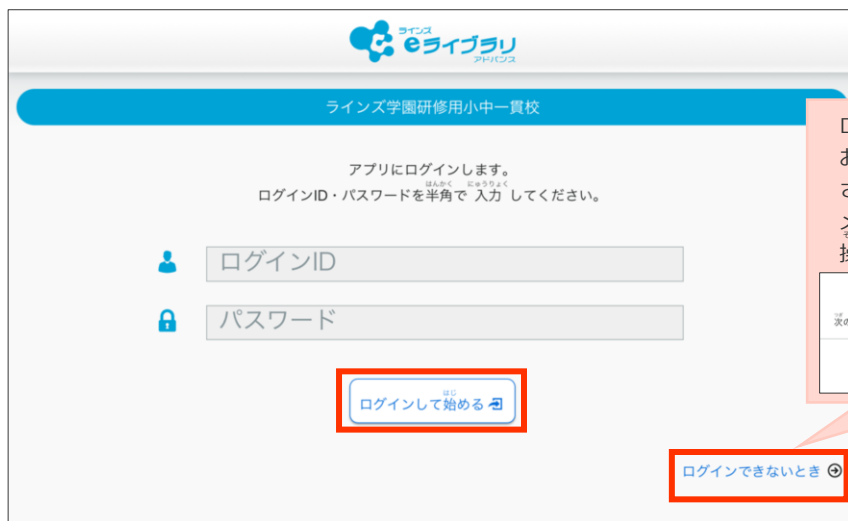 ラインズ
eライブラリ
アドバンス
ラインズ学園研修用小中一貫校
アプリにログインします。
はんかく にゅうりょく
ログインID・パスワードを半角で 入力 してください。
ログインID
パスワード
はじ
ログインして始める
ログインできないとき
つぎ
次の